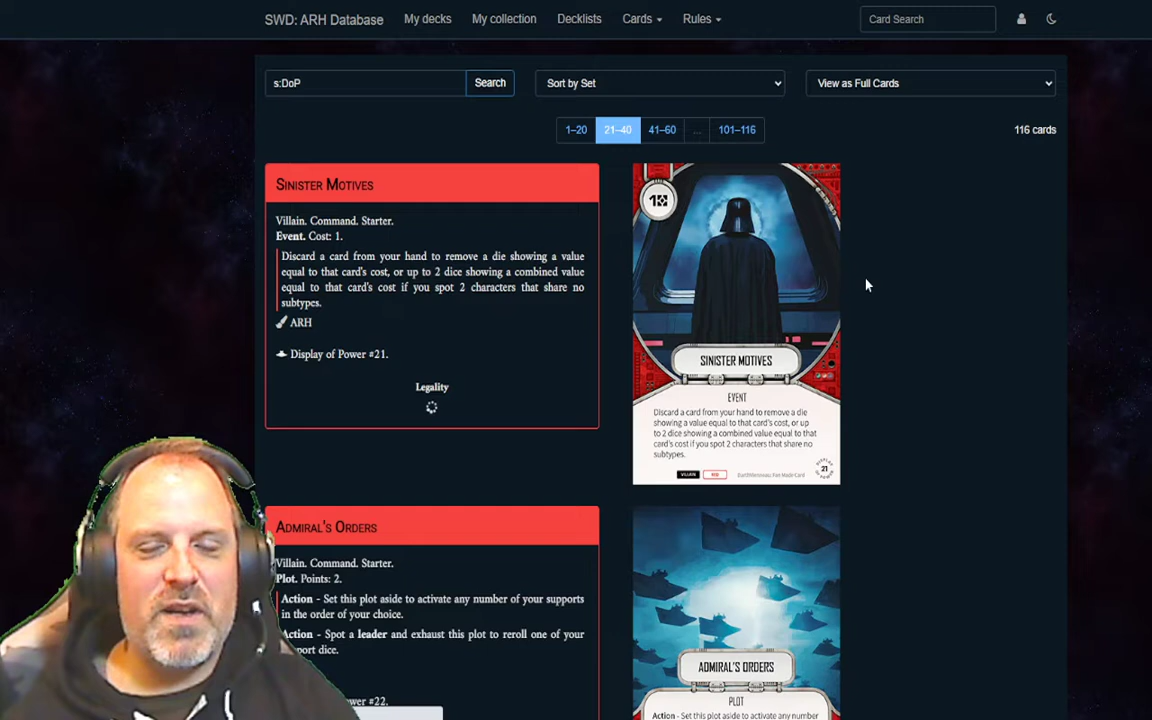 SWD: ARH Database My decks My collection Decklists Cards Rules Card Search
s:DoP Search Sort by Set View as Full Cards
1–20 21–40 41–60 ... 101–116 116 cards
SINISTER MOTIVES
Villain. Command. Starter.
Event. Cost: 1.
Discard a card from your hand to remove a die showing a value
equal to that card's cost, or up to 2 dice showing a combined value
equal to that card's cost if you spot 2 characters that share no
subtypes.
ARH
Display of Power #21.
Legality
1
SINISTER MOTIVES
EVENT
Discard a card from your hand to remove a die
showing a value equal to that card's cost, or up
to 2 dice showing a combined value equal to that
card's cost if you spot 2 characters that share no
subtypes.
VILLAIN RED
DISPLAY OF POWER 21
ADMIRAL'S ORDERS
Villain. Command. Starter.
Plot. Points: 2.
Action - Set this plot aside to activate any number of your supports
in the order of your choice.
Action - Spot a leader and exhaust this plot to reroll one of your
port dice.
wer #22.
ADMIRAL'S ORDERS
PLOT
Action - Set this plot aside to activate any number